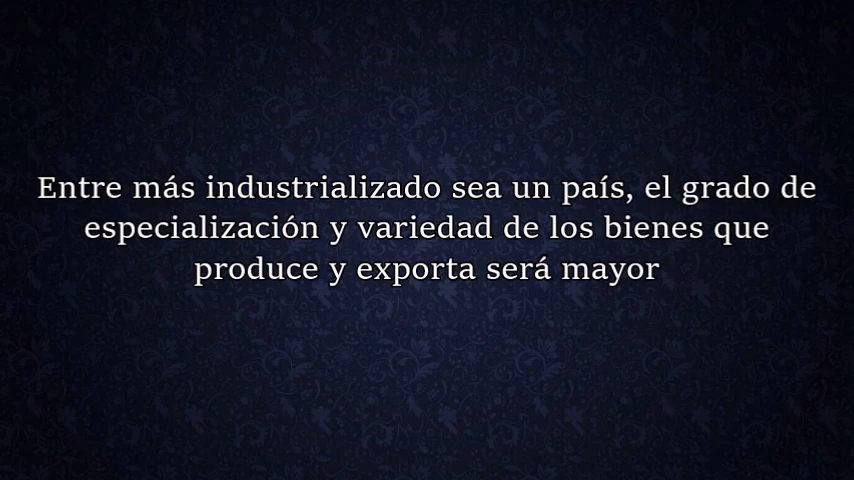 Entre más industrializado sea un país, el grado de
especialización y variedad de los bienes que
produce y exporta será mayor